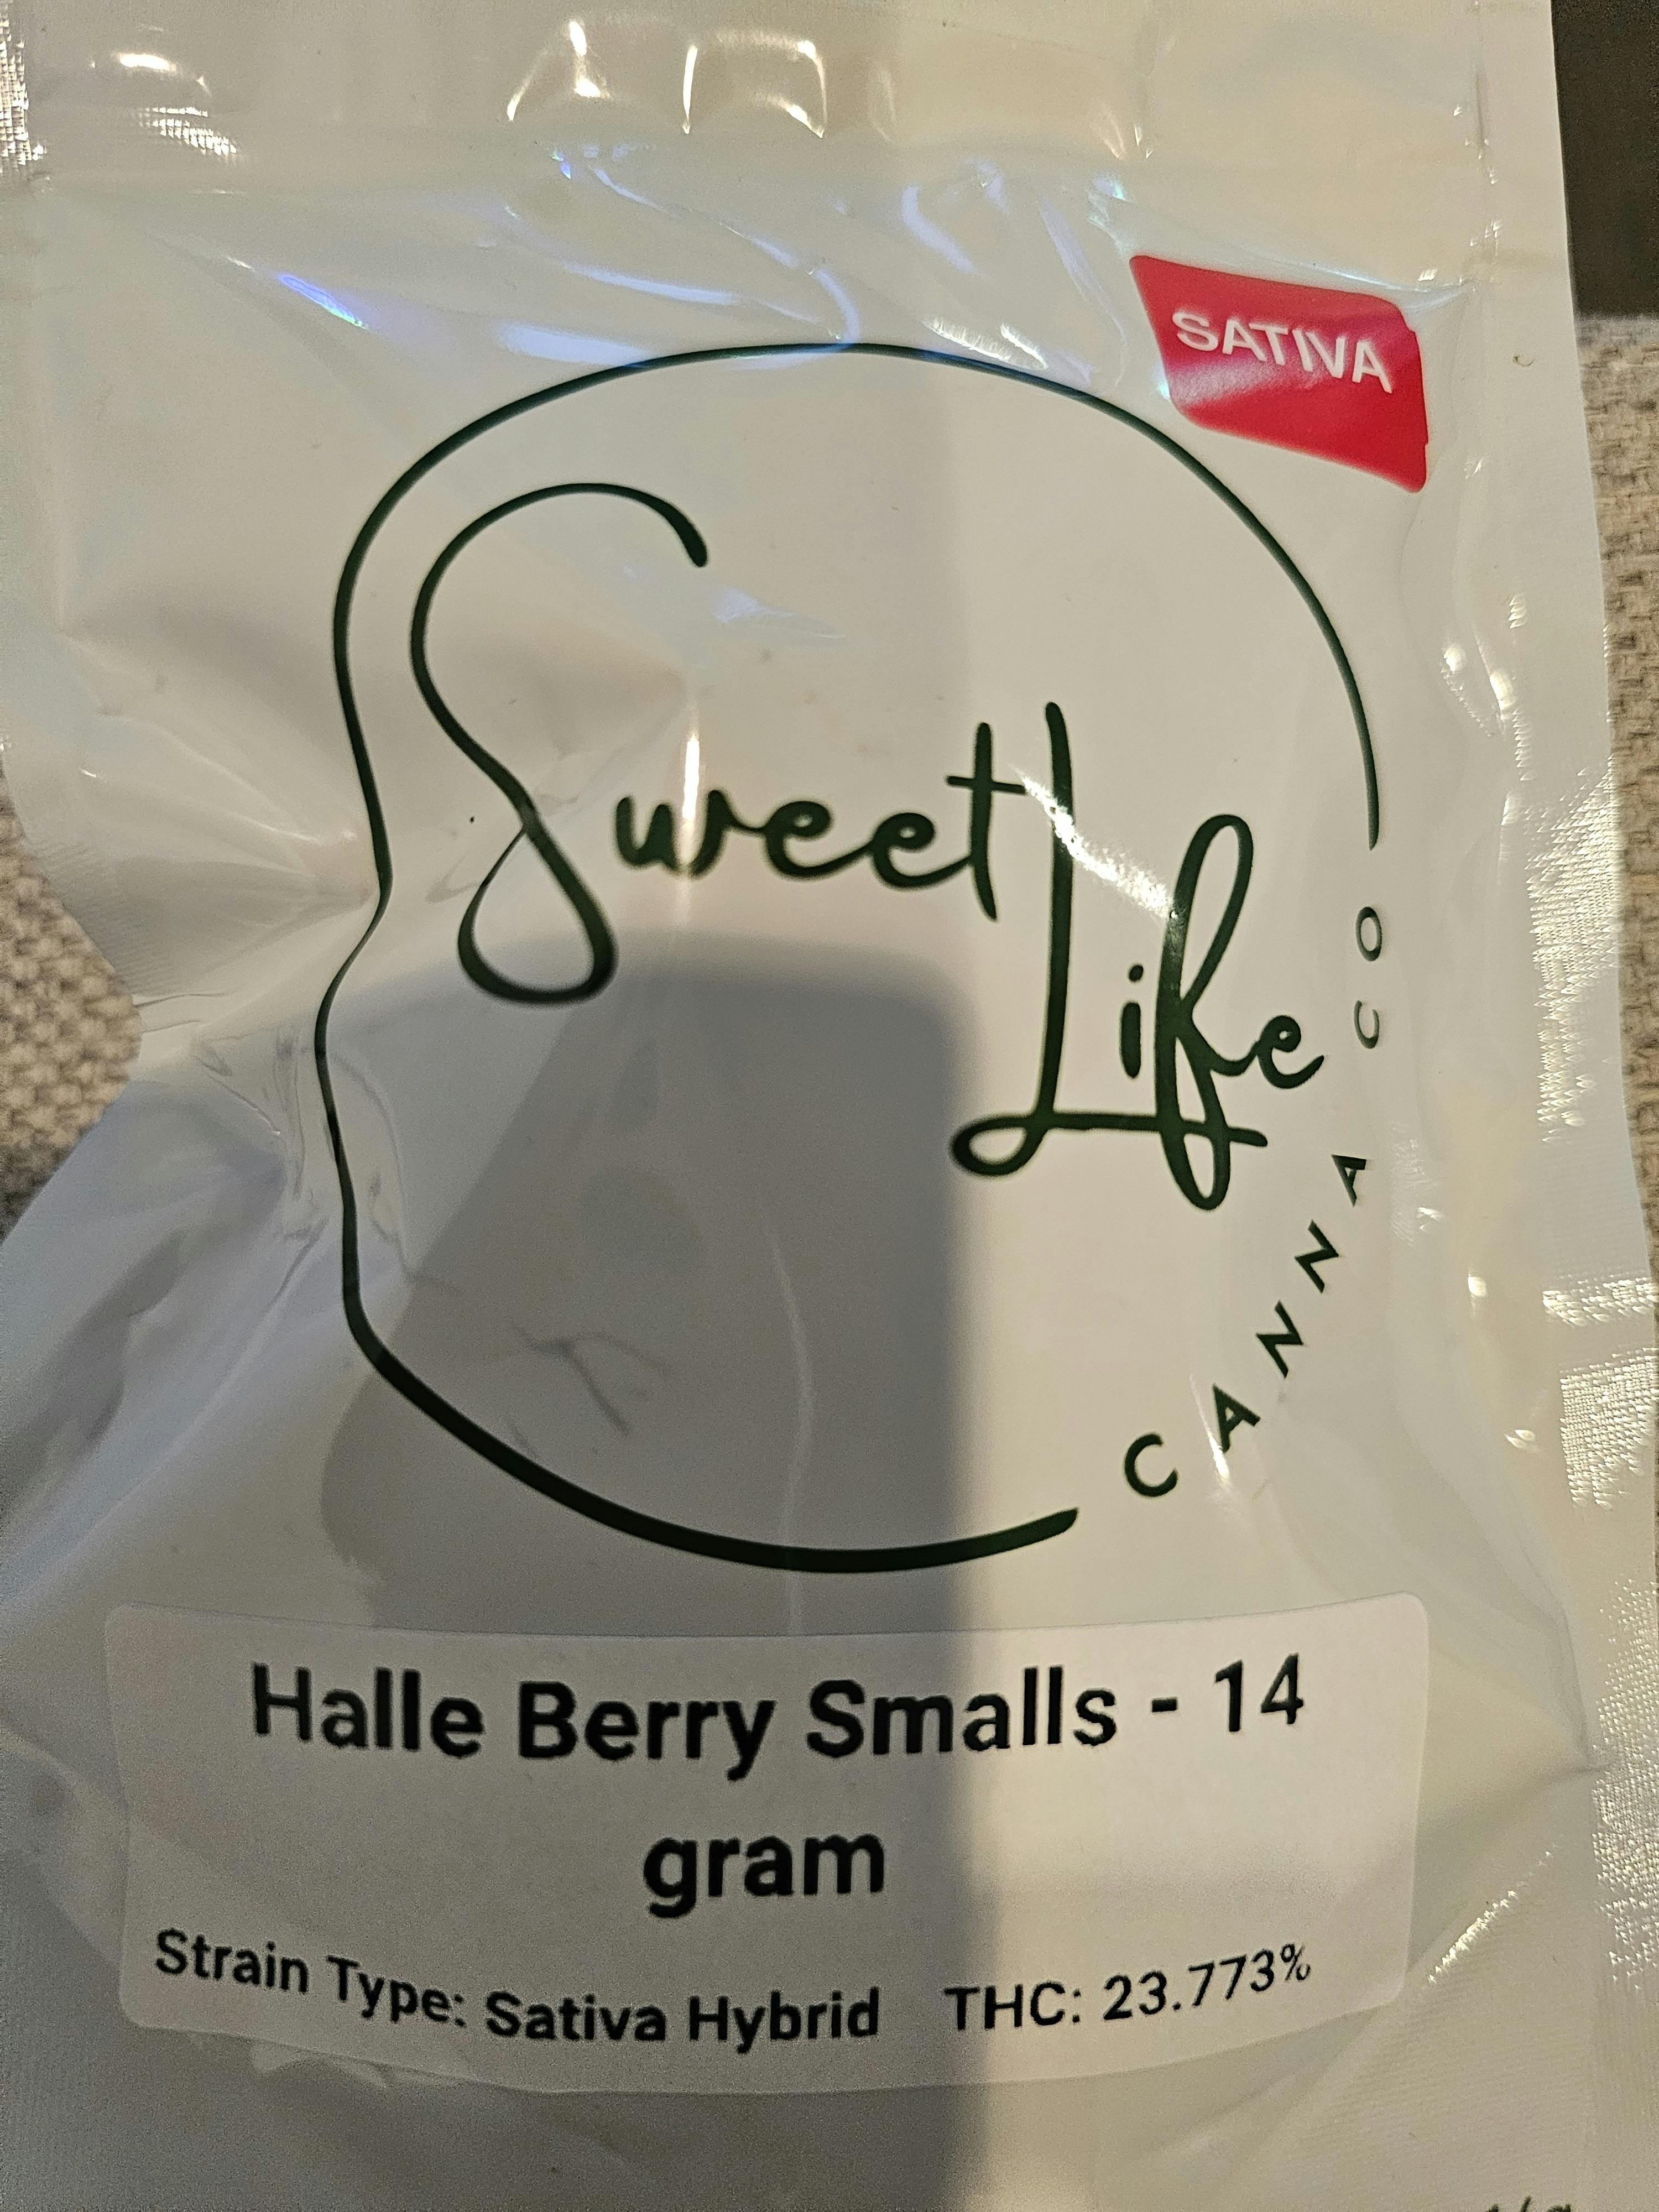 SATIVA
Sweet
Life
CANNA CO
Halle Berry Smalls - 14
gram
Strain Type: Sativa Hybrid THC: 23.773%